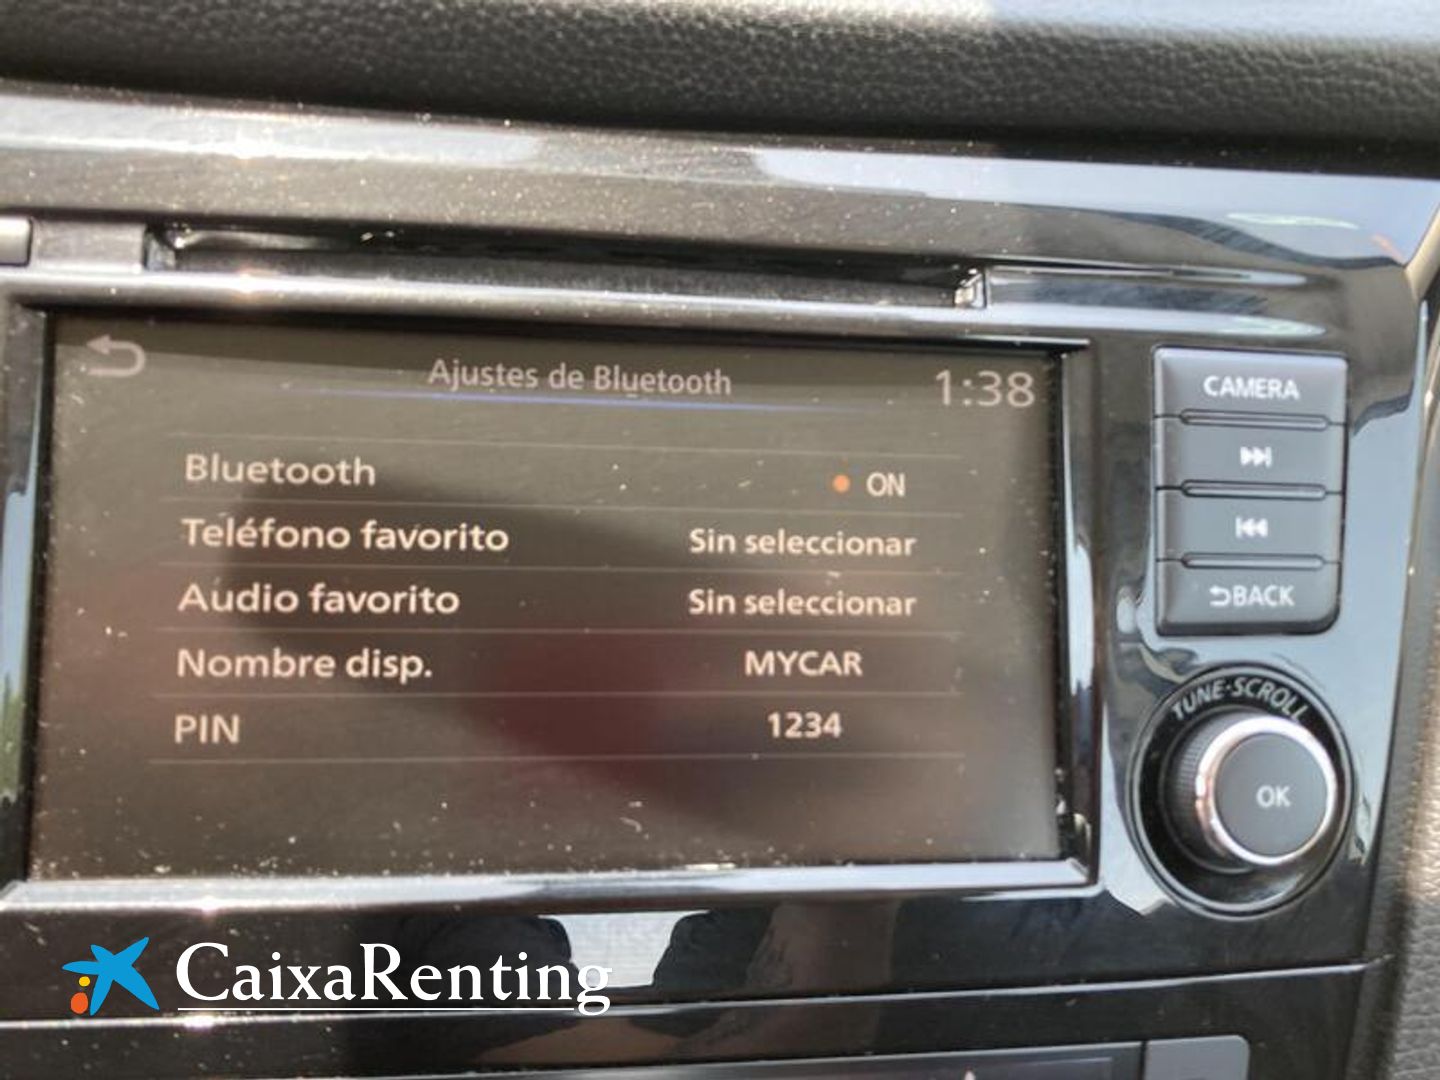 Ajustes de Bluetooth 1:38
Bluetooth ON
Teléfono favorito Sin seleccionar
Audio favorito Sin seleccionar
Nombre disp. MYCAR
PIN 1234
CAMERA
BACK
TUNE·SCROLL
OK
CaixaRenting